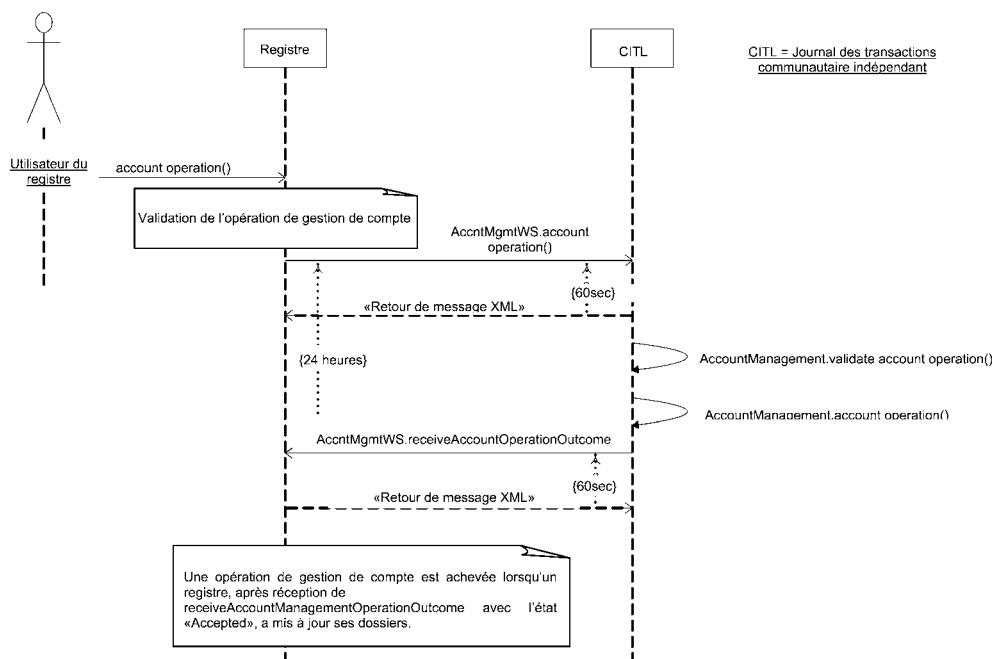 Registre
CITL
CITL = Journal des transactions
communautaire indépendant
Utilisateur du
registre
account operation()
Validation de l'opération de gestion de compte
AccntMgmtWS.account
operation()
{60sec}
«Retour de message XML»
{24 heures}
AccountManagement.validate account operation()
AccountManagement.account operation()
AccntMgmtWS.receiveAccountOperationOutcome
{60sec}
«Retour de message XML»
Une opération de gestion de compte est achevée lorsqu'un
registre, après réception de
receiveAccountManagementOperationOutcome avec l'état
«Accepted», a mis à jour ses dossiers.